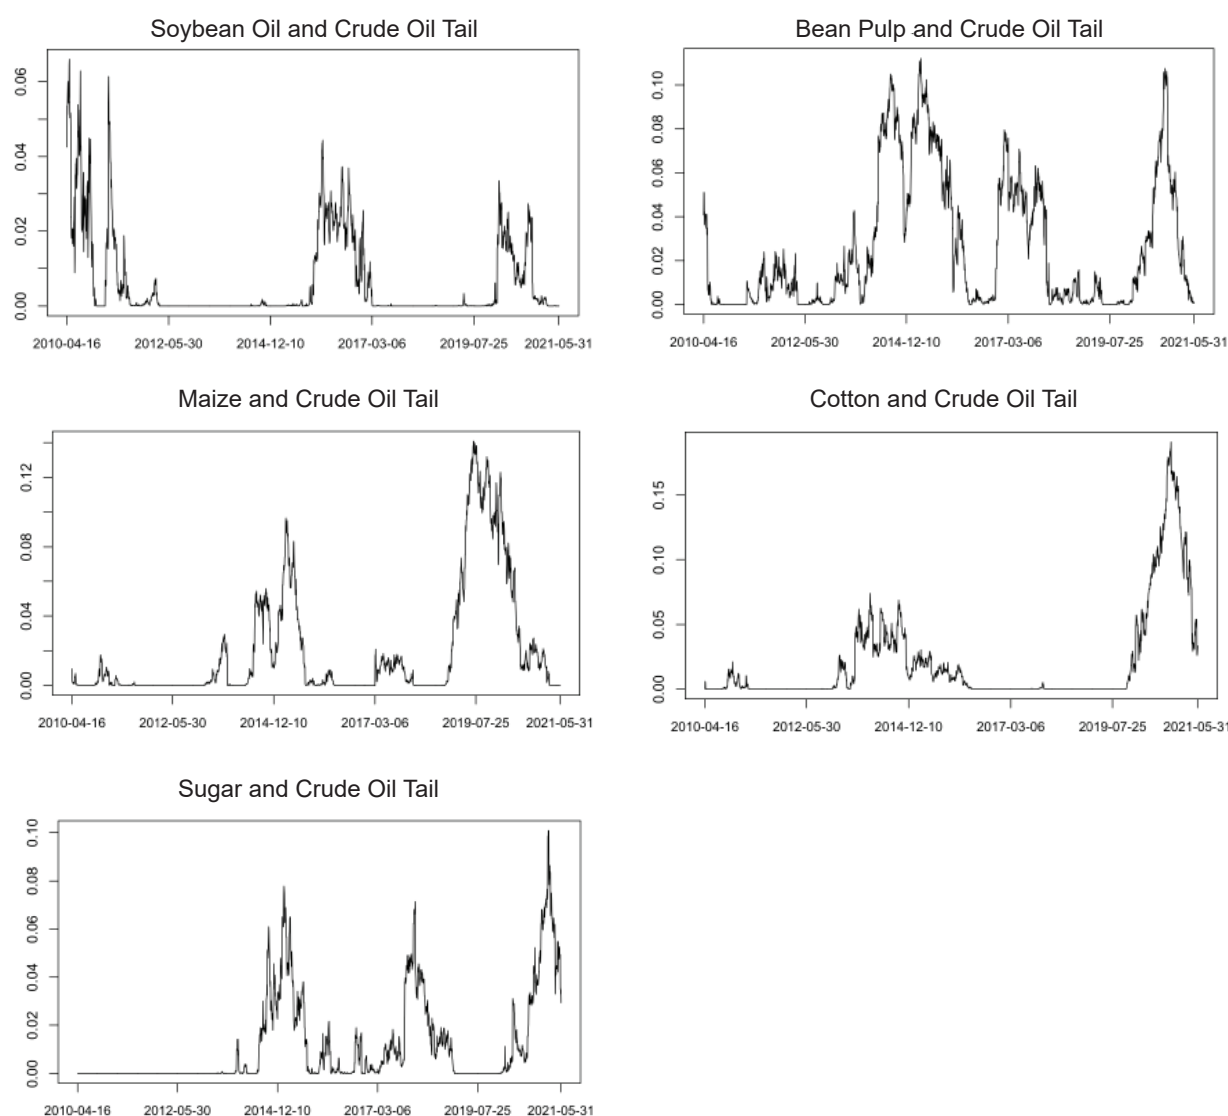 Soybean Oil and Crude Oil Tail
0.00 0.02 0.04 0.06
2010-04-16 2012-05-30 2014-12-10 2017-03-06 2019-07-25 2021-05-31
Bean Pulp and Crude Oil Tail
0.00 0.02 0.04 0.06 0.08 0.10
2010-04-16 2012-05-30 2014-12-10 2017-03-06 2019-07-25 2021-05-31
Maize and Crude Oil Tail
0.00 0.04 0.08 0.12
2010-04-16 2012-05-30 2014-12-10 2017-03-06 2019-07-25 2021-05-31
Cotton and Crude Oil Tail
0.00 0.05 0.10 0.15
2010-04-16 2012-05-30 2014-12-10 2017-03-06 2019-07-25 2021-05-31
Sugar and Crude Oil Tail
0.00 0.02 0.04 0.06 0.08 0.10
2010-04-16 2012-05-30 2014-12-10 2017-03-06 2019-07-25 2021-05-31